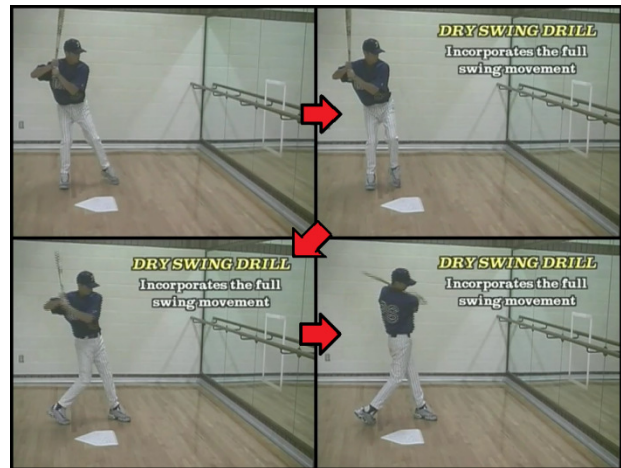 DRY SWING DRILL
Incorporates the full
swing movement
DRY SWING DRILL
Incorporates the full
swing movement
DRY SWING DRILL
Incorporates the full
swing movement